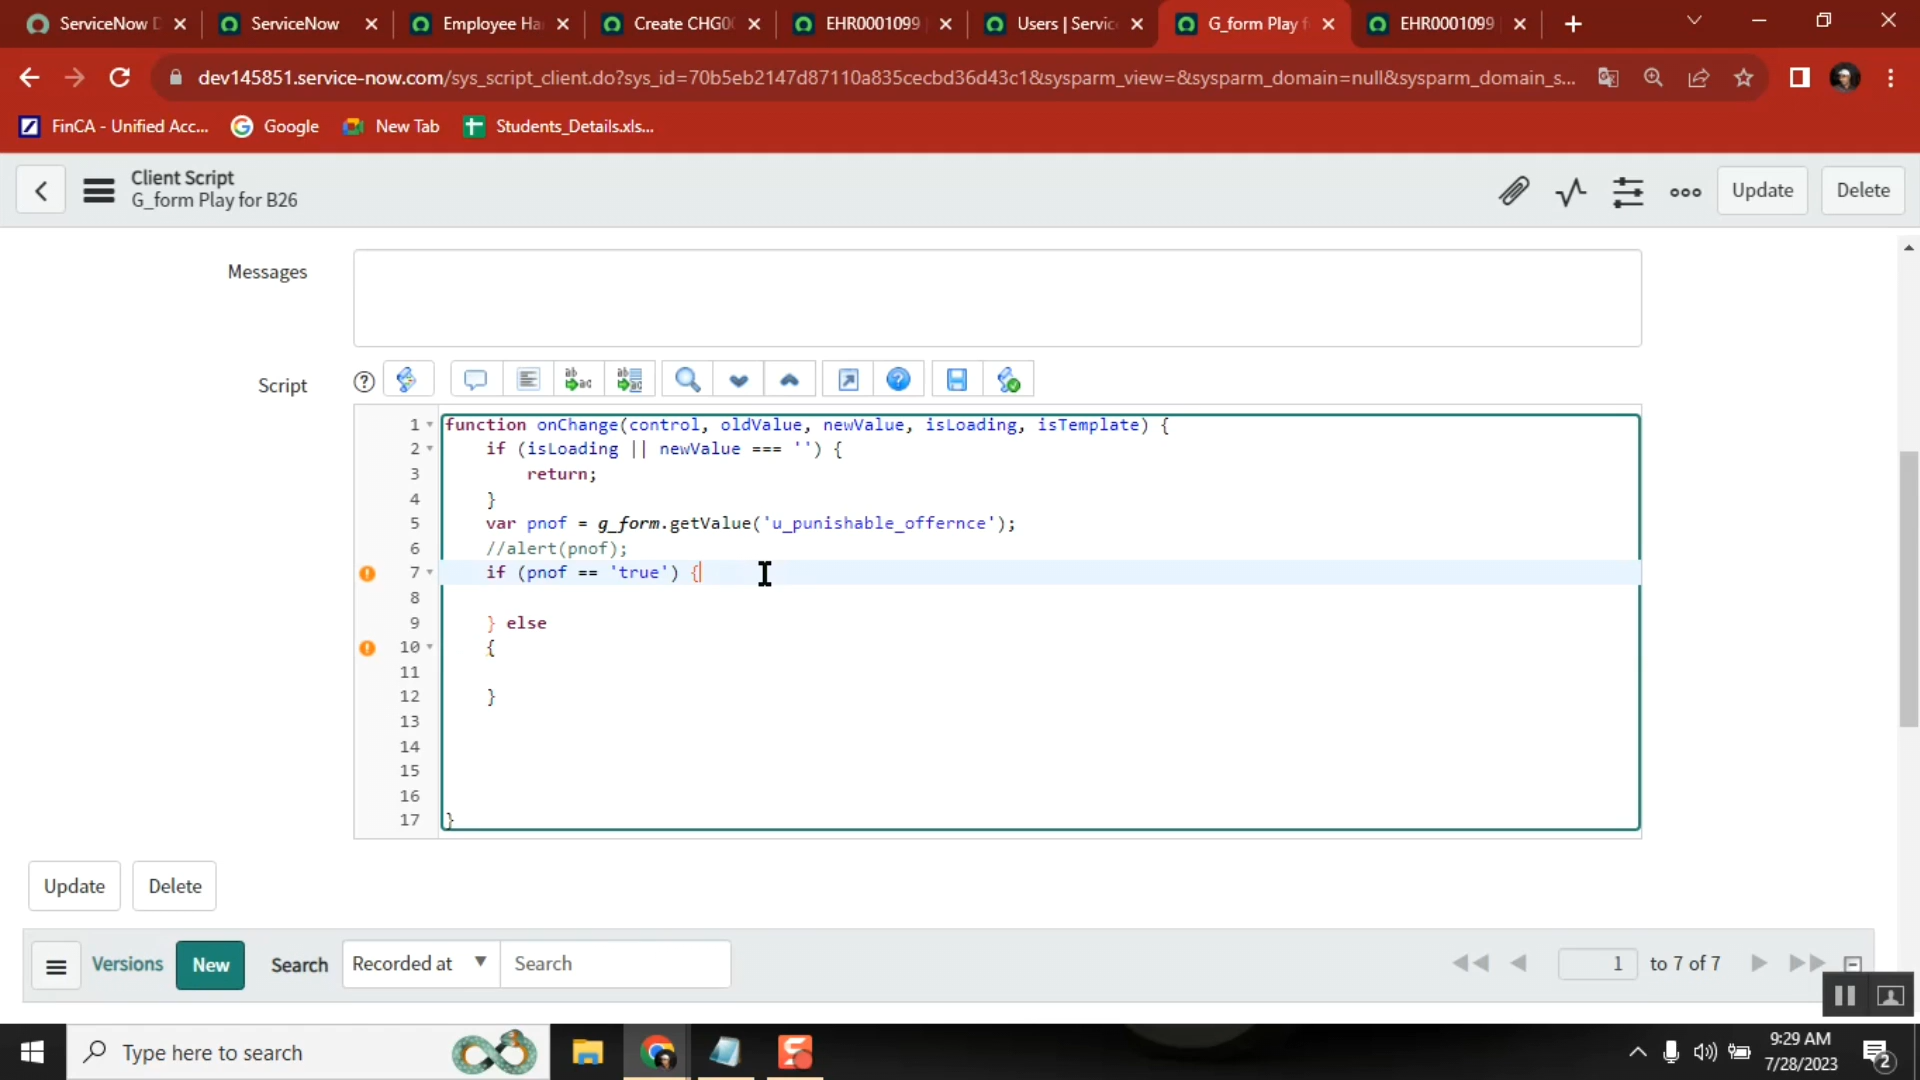 ServiceNow D
ServiceNow
Employee Ha
Create CHG0
EHR0001099
Users | Servic
G_form Play f
EHR0001099
dev145851.service-now.com/sys_script_client.do?sys_id=70b5eb2147d87110a835cecbd36d43c1&sysparm_view=&sysparm_domain=null&sysparm_domain_s...
FinCA - Unified Acc...
Google
New Tab
Students_Details.xls...
Client Script
G_form Play for B26
Update
Delete
Messages
Script
1 function onChange(control, oldValue, newValue, isLoading, isTemplate) {
2 if (isLoading || newValue === '') {
3 return;
4 }
5 var pnof = g_form.getValue('u_punishable_offernce');
6 //alert(pnof);
7 if (pnof == 'true') {
8
9 } else
10 {
11
12 }
13
14
15
16
17 }
Update
Delete
Versions
New
Search
Recorded at
Search
1 to 7 of 7
Type here to search
9:29 AM
7/28/2023
2